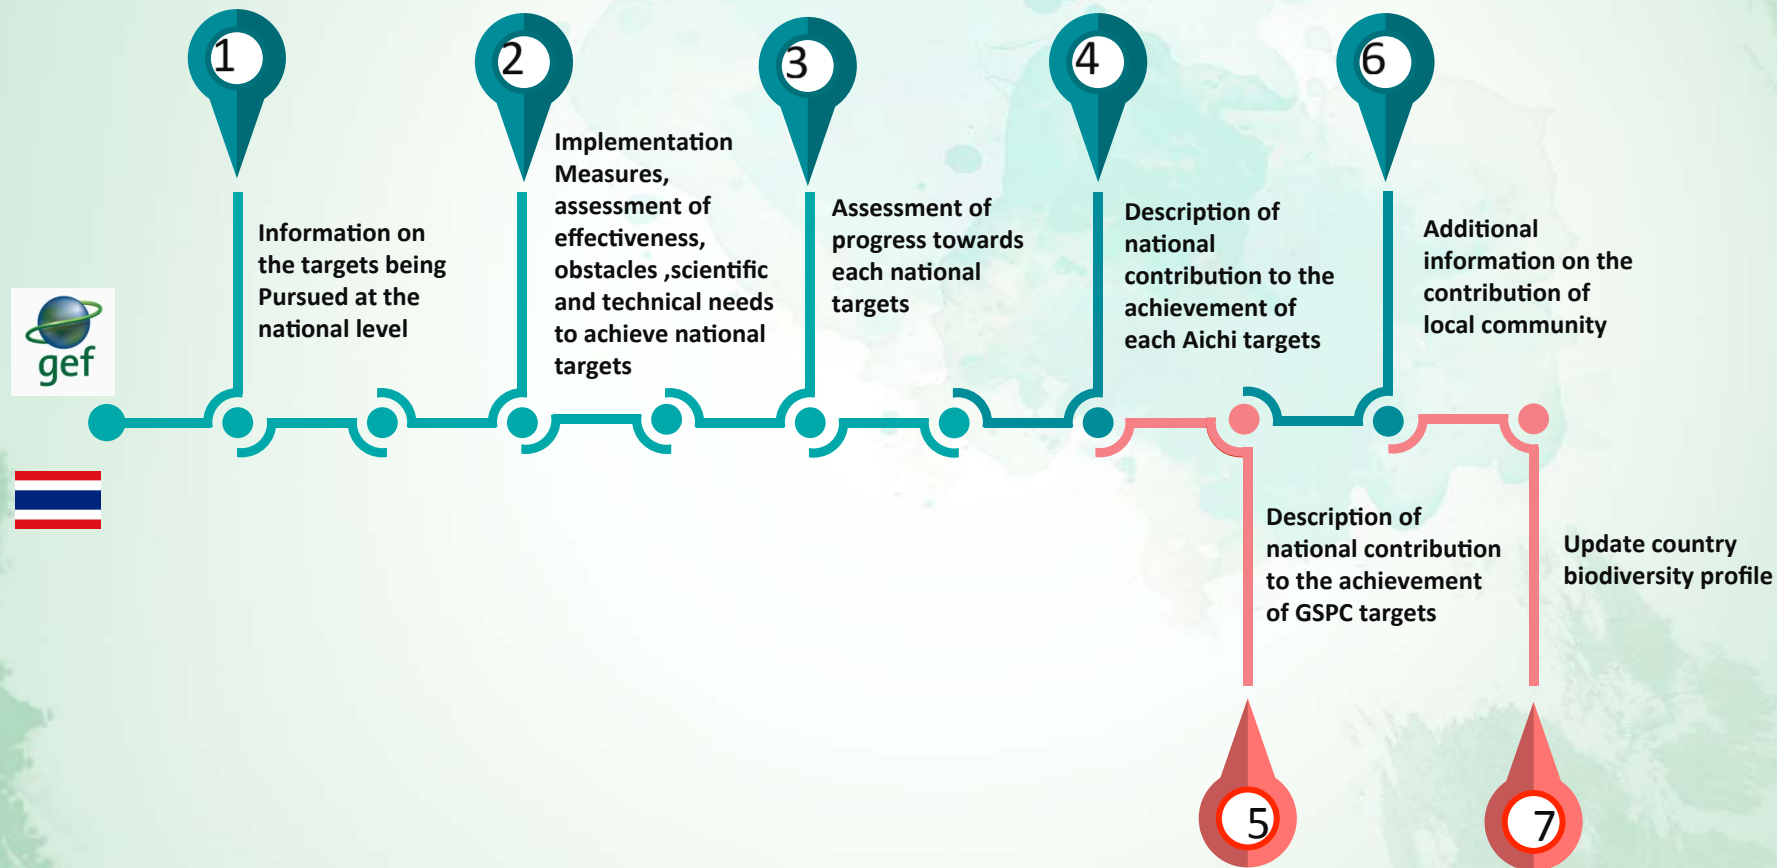 1
Information on
the targets being
Pursued at the
national level
2
Implementation
Measures,
assessment of
effectiveness,
obstacles ,scientific
and technical needs
to achieve national
targets
3
Assessment of
progress towards
each national
targets
4
Description of
national
contribution to the
achievement of
each Aichi targets
6
Additional
information on the
contribution of
local community
gef
Description of
national contribution
to the achievement
of GSPC targets
5
Update country
biodiversity profile
7